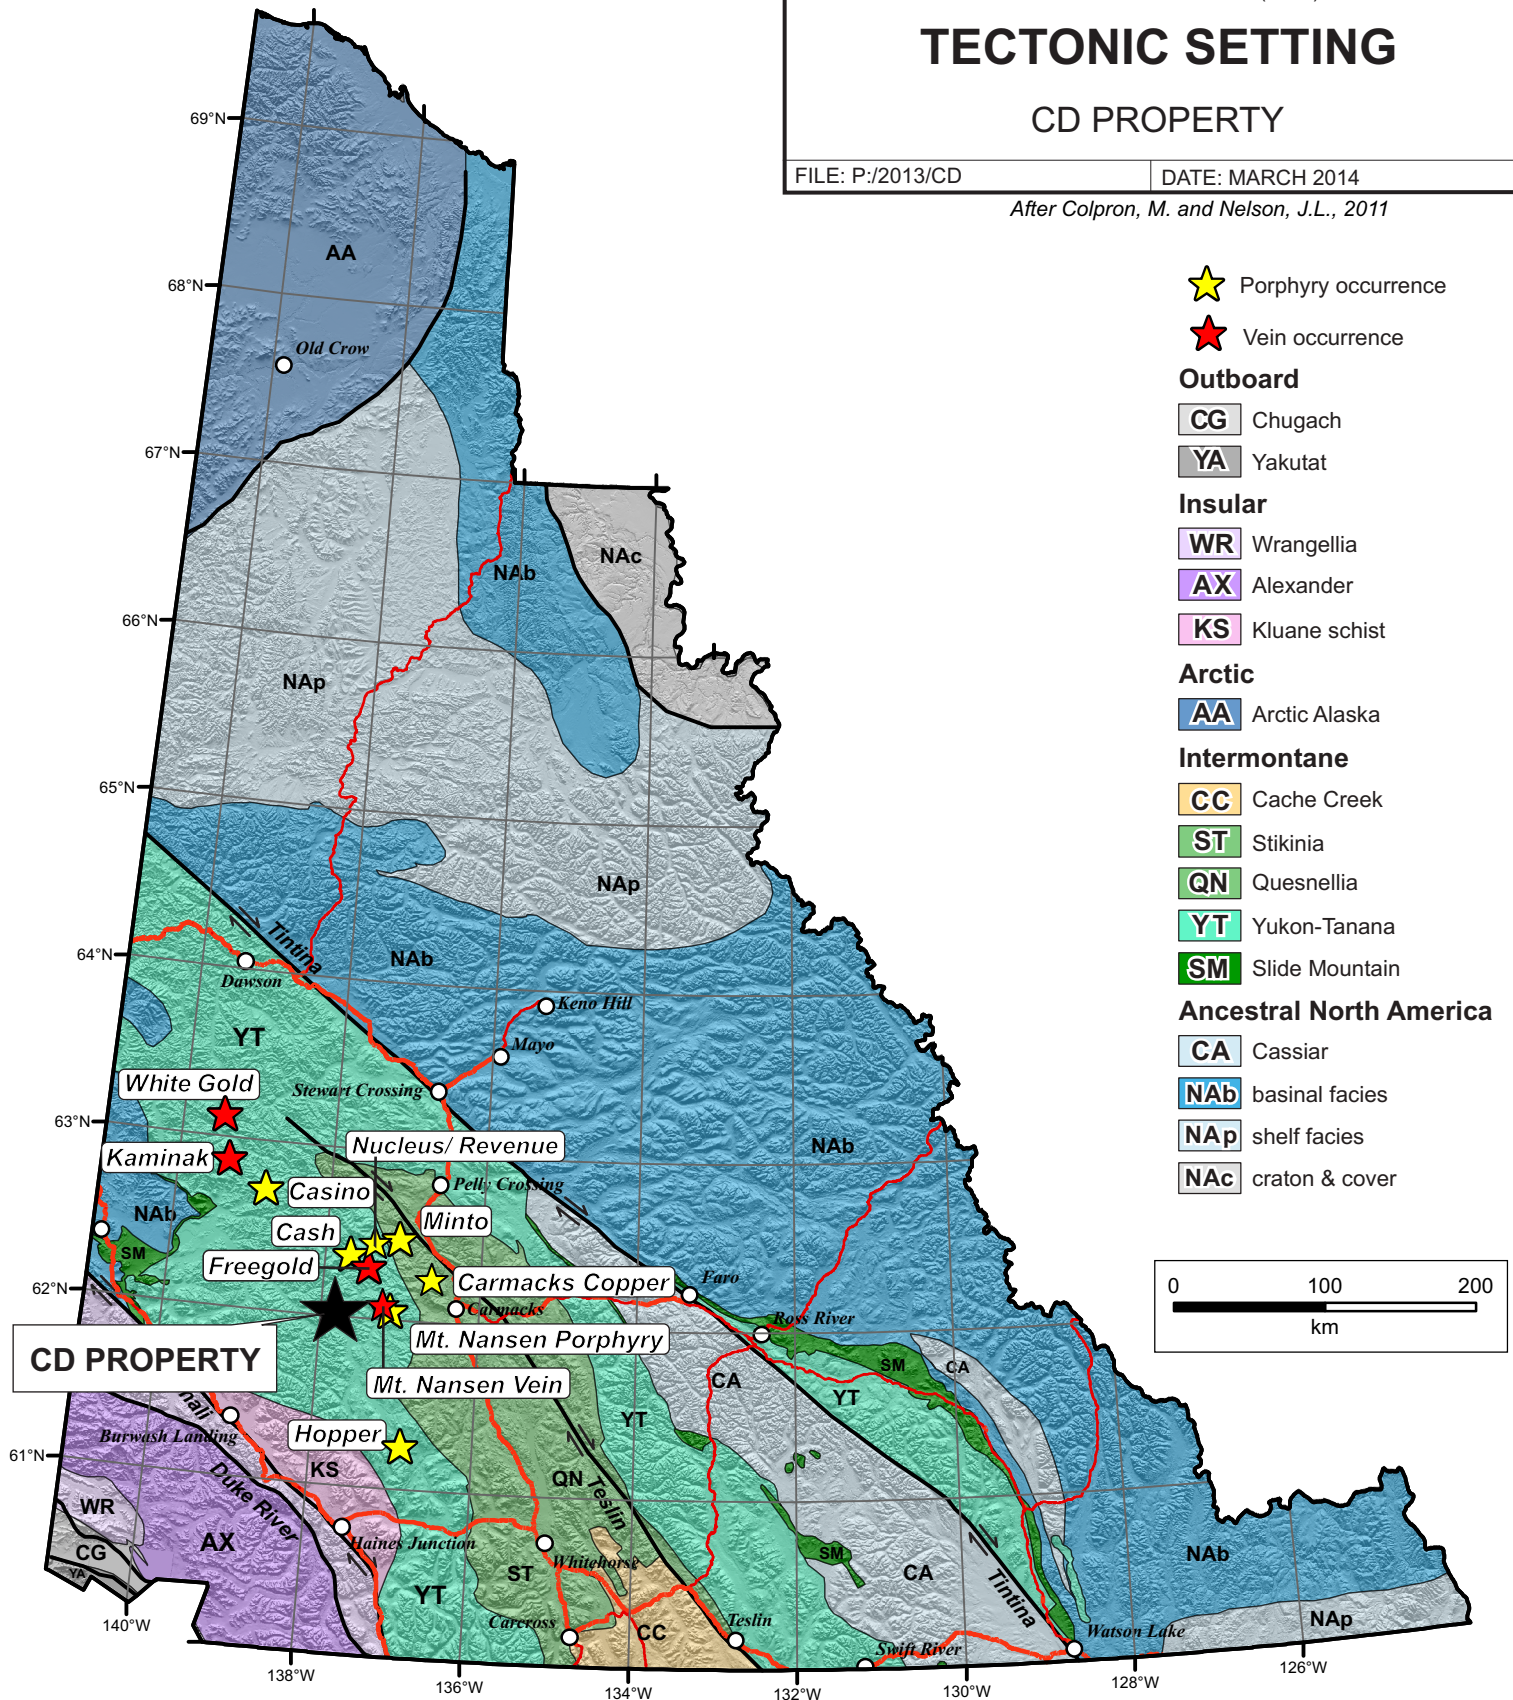 TECTONIC SETTING
CD PROPERTY
FILE: P:/2013/CD
DATE: MARCH 2014
After Colpron, M. and Nelson, J.L., 2011
Porphyry occurrence
Vein occurrence
Outboard
CG Chugach
YA Yakutat
Insular
WR Wrangellia
AX Alexander
KS Kluane schist
Arctic
AA Arctic Alaska
Intermontane
CC Cache Creek
ST Stikinia
QN Quesnellia
YT Yukon-Tanana
SM Slide Mountain
Ancestral North America
CA Cassiar
NAb basinal facies
NAp shelf facies
NAc craton & cover
0 100 200
km
69°N
AA
68°N
Old Crow
67°N
NAc
NAb
66°N
NAp
65°N
NAp
Tintina
64°N
NAb
Dawson
Keno Hill
YT
Mayo
White Gold
Stewart Crossing
63°N
NAb
Nucleus/ Revenue
Kaminak
Pelly Crossing
Casino
NAb
Minto
Cash
SM
Freegold
62°N
Carmacks Copper
Faro
Carmacks
Ross River
Mt. Nansen Porphyry
CD PROPERTY
SM
CA
Mt. Nansen Vein
CA
YT
nali
YT
Burwash Landing
Hopper
61°N
KS
QN
Duke River
Teslin
WR
AX
Haines Junction
CG
Whitehorse
SM
NAb
YA
ST
CA
YT
Tintina
140°W
Carcross
CC
Teslin
NAp
Swift River
Watson Lake
138°W
136°W
134°W
132°W
130°W
128°W
126°W